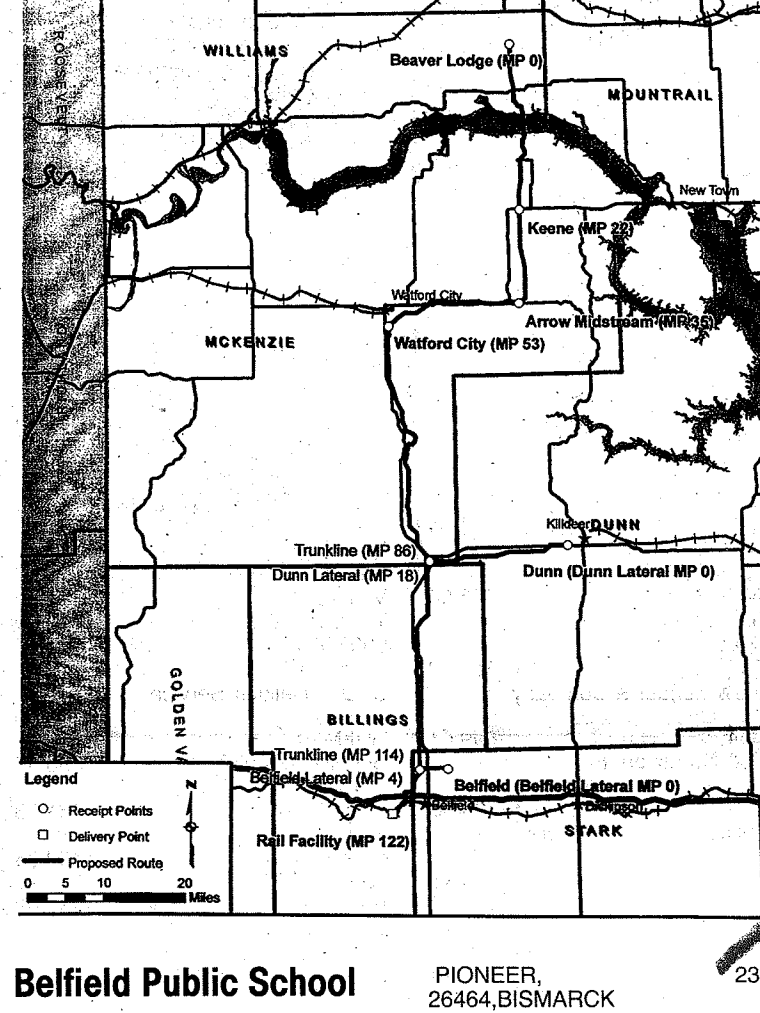 ROOSEVEL
WILLIAMS
Beaver Lodge (MP 0)
MOUNTRAIL
New Town
Keene (MP 22)
Watford City
Arrow Midstream (MP 35)
MCKENZIE
Watford City (MP 53)
Killdeer
DUNN
Trunkline (MP 86)
Dunn Lateral (MP 18)
Dunn (Dunn Lateral MP 0)
GOLDEN VA
BILLINGS
Trunkline (MP 114)
Belfield Lateral (MP 4)
Belfield (Belfield Lateral MP 0)
Belfield
Dickinson
STARK
Rail Facility (MP 122)
Legend
N
Receipt Points
Delivery Point
Proposed Route
0 5 10 20
Miles
Belfield Public School
PIONEER,
26464,BISMARCK
23